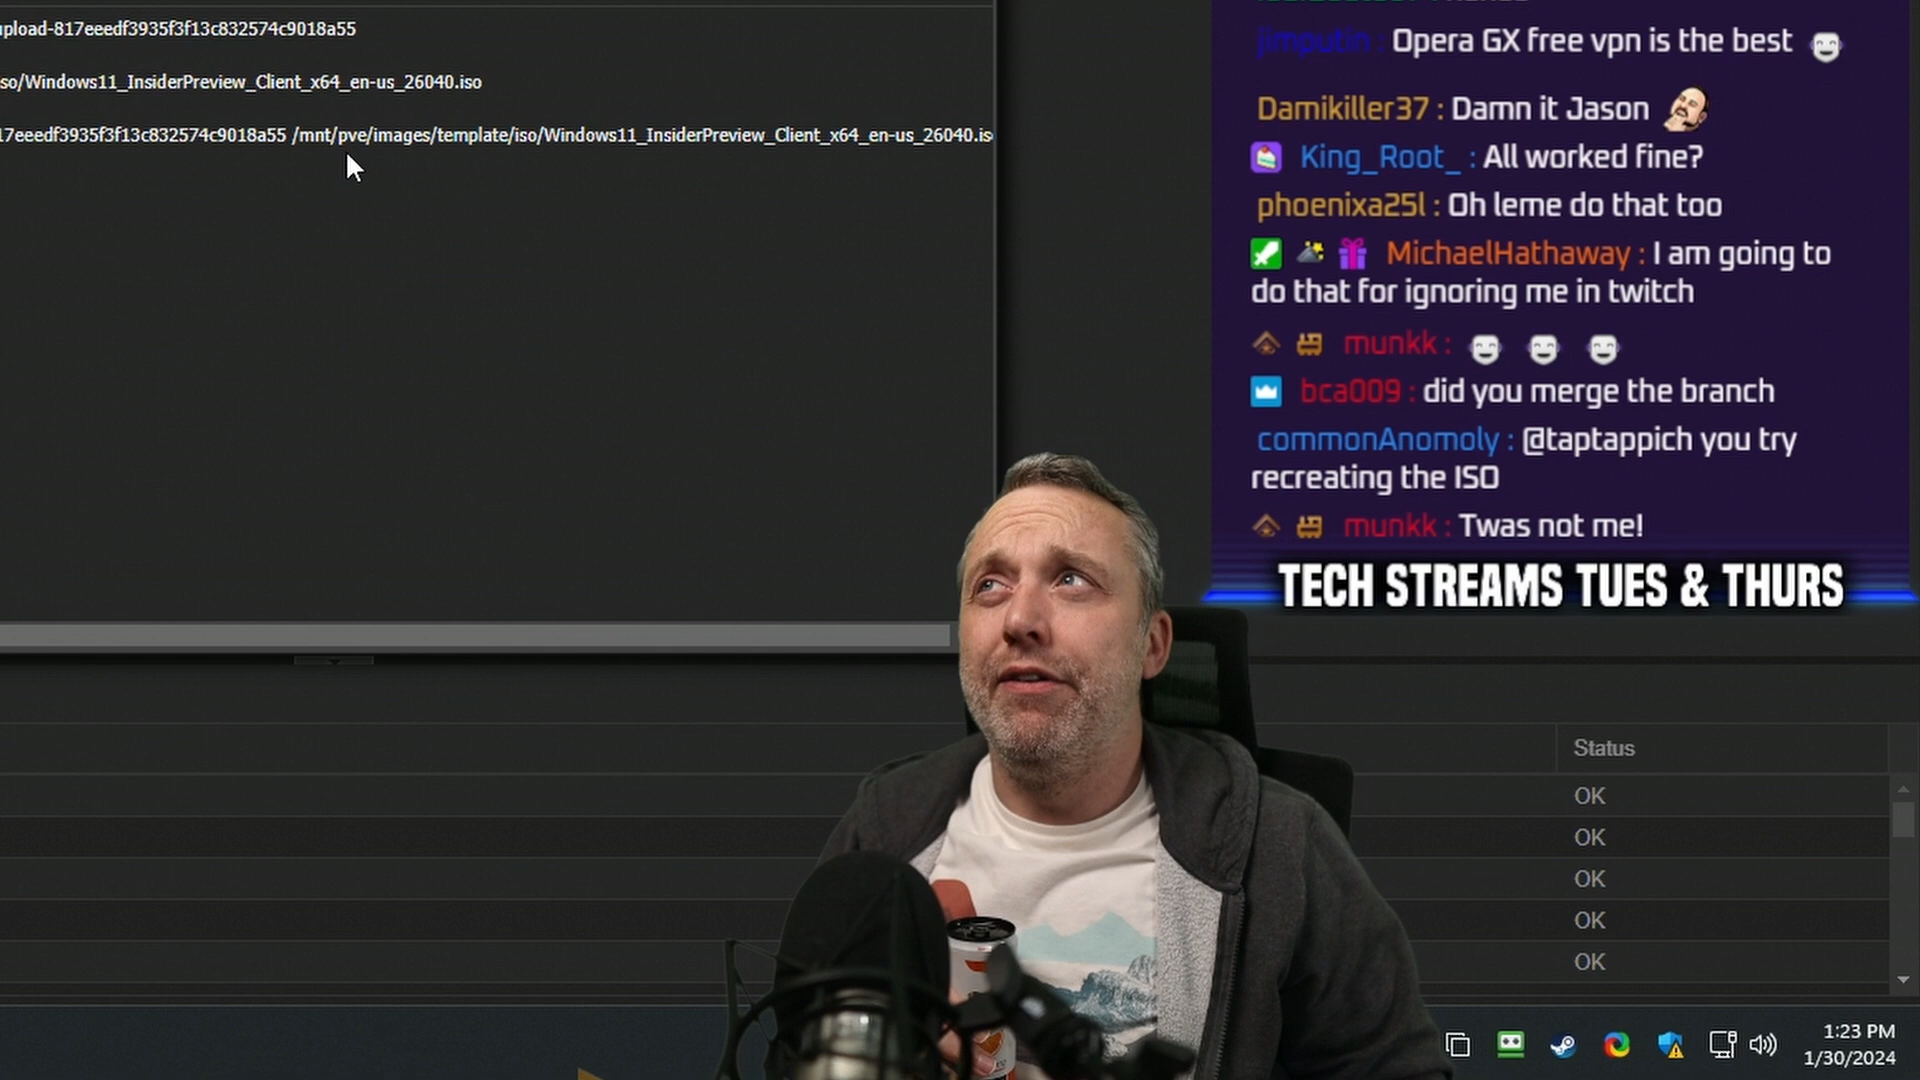 upload-817eeedf3935f3f13c832574c9018a55
iso/Windows11_InsiderPreview_Client_x64_en-us_26040.iso
17eeedf3935f3f13c832574c9018a55 /mnt/pve/images/template/iso/Windows11_InsiderPreview_Client_x64_en-us_26040.iso
jimputin : Opera GX free vpn is the best
Damikiller37 : Damn it Jason
King_Root_ : All worked fine?
phoenixa25l : Oh leme do that too
MichaelHathaway : I am going to
do that for ignoring me in twitch
munkk :
bca009 : did you merge the branch
commonAnomoly : @taptappich you try
recreating the ISO
munkk : Twas not me!
TECH STREAMS TUES & THURS
Status
OK
OK
OK
OK
OK
1:23 PM
1/30/2024